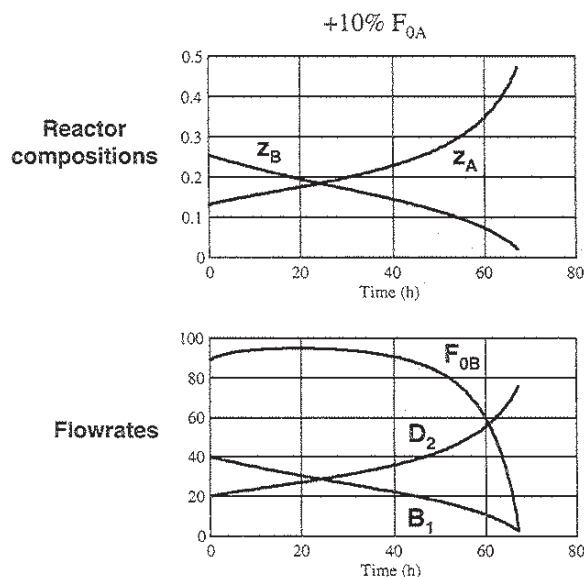 +10% F0A
0.5
0.4
0.3
0.2
0.1
0
Reactor
compositions
zB
zA
0 20 40 60 80
Time (h)
100
80
60
40
20
0
Flowrates
F0B
D2
B1
0 20 40 60 80
Time (h)